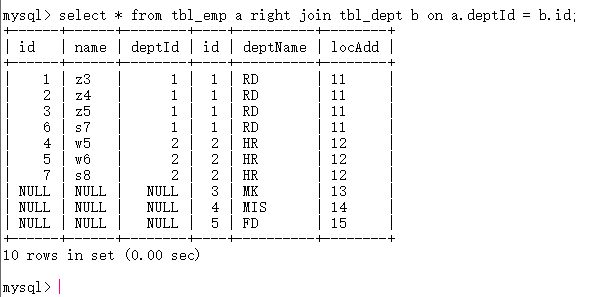 mysql> select * from tbl_emp a right join tbl_dept b on a.deptId = b.id;
+------+------+--------+----+----------+--------+
| id | name | deptId | id | deptName | locAdd |
+------+------+--------+----+----------+--------+
| 1 | z3 | 1 | 1 | RD | 11 |
| 2 | z4 | 1 | 1 | RD | 11 |
| 3 | z5 | 1 | 1 | RD | 11 |
| 6 | s7 | 1 | 1 | RD | 11 |
| 4 | w5 | 2 | 2 | HR | 12 |
| 5 | w6 | 2 | 2 | HR | 12 |
| 7 | s8 | 2 | 2 | HR | 12 |
| NULL | NULL | NULL | 3 | MK | 13 |
| NULL | NULL | NULL | 4 | MIS | 14 |
| NULL | NULL | NULL | 5 | FD | 15 |
+------+------+--------+----+----------+--------+
10 rows in set (0.00 sec)
mysql>